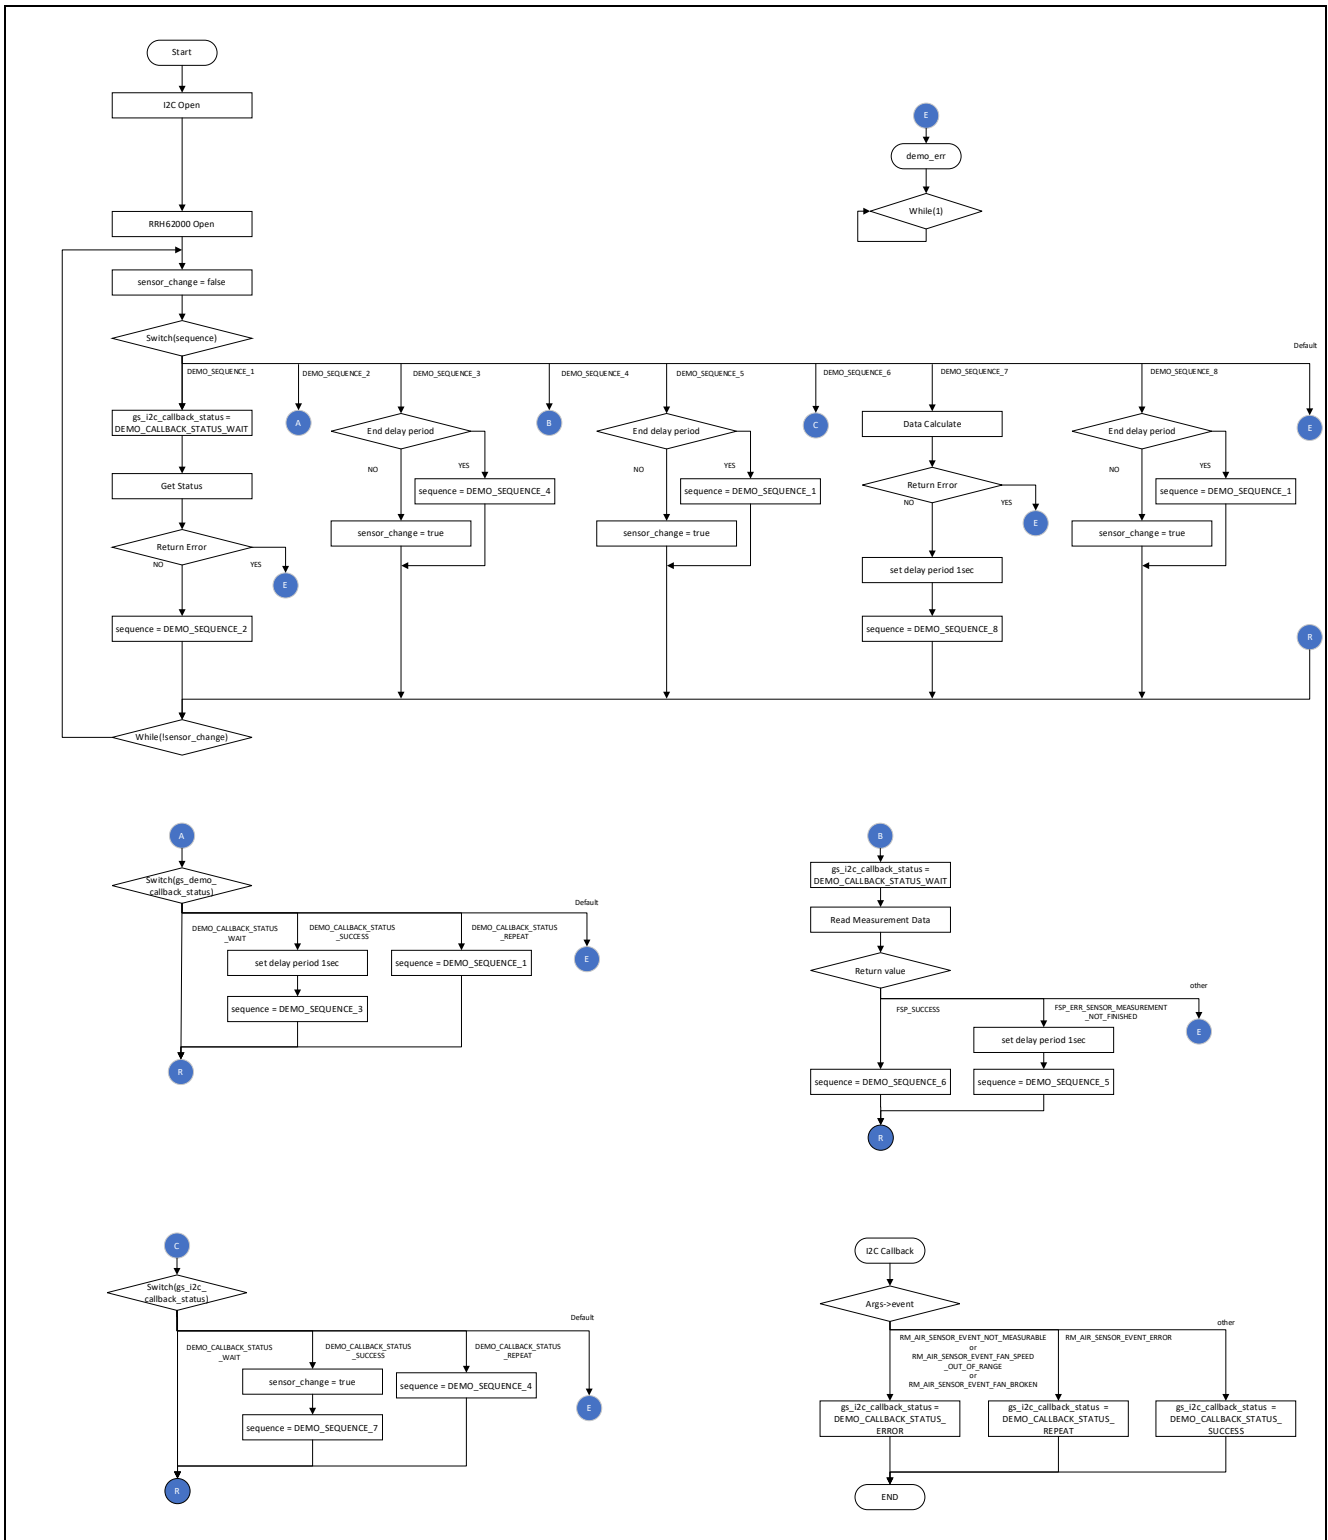 Start
I2C Open
RRH62000 Open
sensor_change = false
Switch(sequence)
E
demo_err
While(1)
Default
DEMO_SEQUENCE_1
DEMO_SEQUENCE_2
DEMO_SEQUENCE_3
DEMO_SEQUENCE_4
DEMO_SEQUENCE_5
DEMO_SEQUENCE_6
DEMO_SEQUENCE_7
DEMO_SEQUENCE_8
gs_i2c_callback_status =
DEMO_CALLBACK_STATUS_WAIT
Get Status
Return Error
NO
YES
E
sequence = DEMO_SEQUENCE_2
A
End delay period
NO
YES
sequence = DEMO_SEQUENCE_4
sensor_change = true
B
End delay period
NO
YES
sequence = DEMO_SEQUENCE_1
sensor_change = true
C
Data Calculate
Return Error
NO
YES
E
set delay period 1sec
sequence = DEMO_SEQUENCE_8
End delay period
NO
YES
sequence = DEMO_SEQUENCE_1
sensor_change = true
E
R
While(!sensor_change)
A
Switch(gs_demo_
callback_status)
Default
DEMO_CALLBACK_STATUS
_WAIT
DEMO_CALLBACK_STATUS
_SUCCESS
DEMO_CALLBACK_STATUS
_REPEAT
set delay period 1sec
sequence = DEMO_SEQUENCE_3
sequence = DEMO_SEQUENCE_1
E
R
B
gs_i2c_callback_status =
DEMO_CALLBACK_STATUS_WAIT
Read Measurement Data
Return value
other
FSP_SUCCESS
FSP_ERR_SENSOR_MEASUREMENT
_NOT_FINISHED
E
set delay period 1sec
sequence = DEMO_SEQUENCE_6
sequence = DEMO_SEQUENCE_5
R
C
Switch(gs_i2c_
callback_status)
Default
DEMO_CALLBACK_STATUS
_WAIT
DEMO_CALLBACK_STATUS
_SUCCESS
DEMO_CALLBACK_STATUS
_REPEAT
sensor_change = true
sequence = DEMO_SEQUENCE_7
sequence = DEMO_SEQUENCE_4
E
R
I2C Callback
Args->event
other
RM_AIR_SENSOR_EVENT_NOT_MEASURABLE
or
RM_AIR_SENSOR_EVENT_FAN_SPEED
_OUT_OF_RANGE
or
RM_AIR_SENSOR_EVENT_FAN_BROKEN
RM_AIR_SENSOR_EVENT_ERROR
gs_i2c_callback_status =
DEMO_CALLBACK_STATUS_
ERROR
gs_i2c_callback_status =
DEMO_CALLBACK_STATUS_
REPEAT
gs_i2c_callback_status =
DEMO_CALLBACK_STATUS_
SUCCESS
END